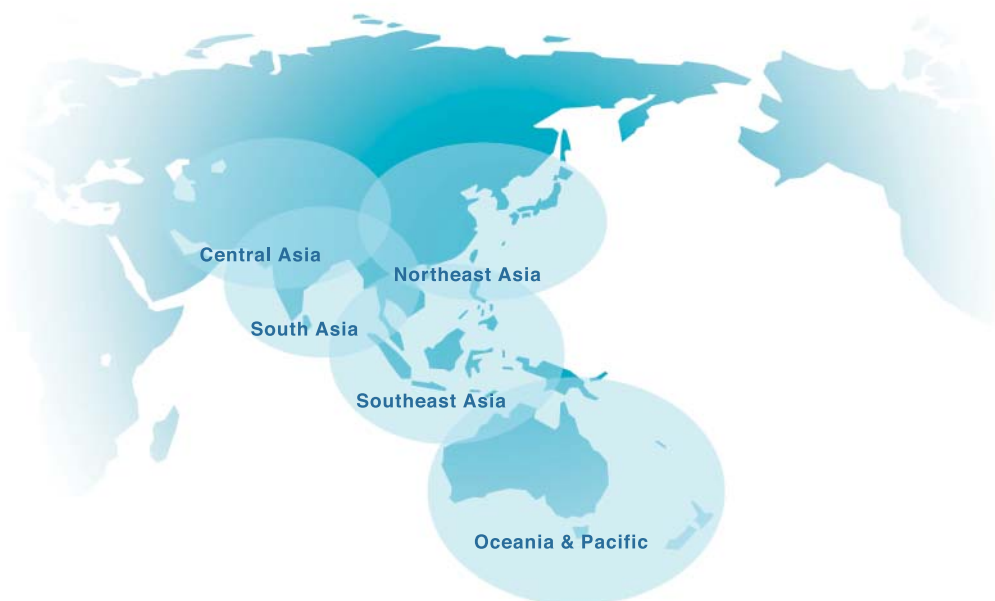 Central Asia
Northeast Asia
South Asia
Southeast Asia
Oceania & Pacific